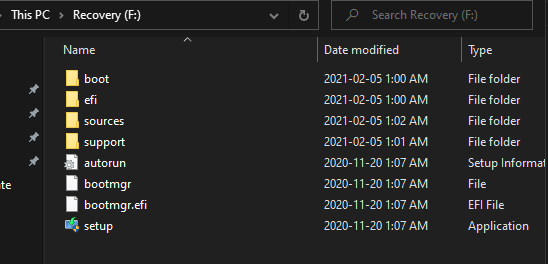 This PC > Recovery (F:)
Search Recovery (F:)
Name Date modified Type
boot 2021-02-05 1:00 AM File folder
efi 2021-02-05 1:00 AM File folder
sources 2021-02-05 1:02 AM File folder
support 2021-02-05 1:01 AM File folder
autorun 2020-11-20 1:07 AM Setup Informat
bootmgr 2020-11-20 1:07 AM File
bootmgr.efi 2020-11-20 1:07 AM EFI File
setup 2020-11-20 1:07 AM Application